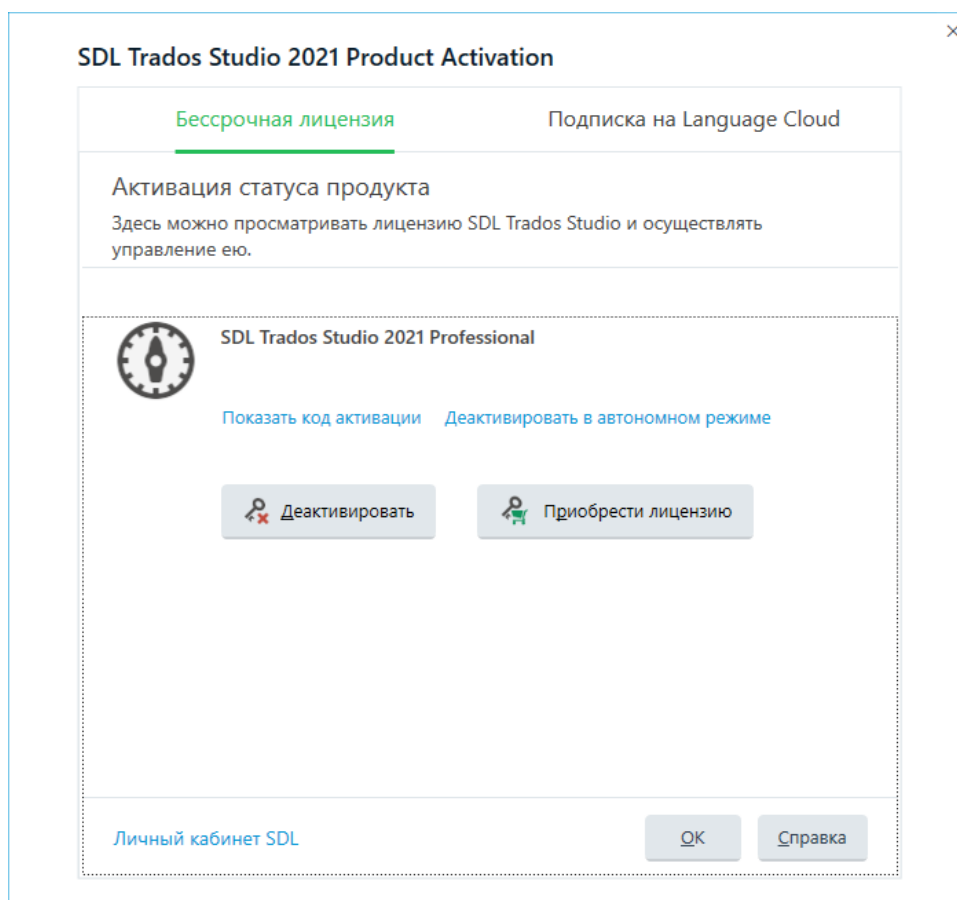 SDL Trados Studio 2021 Product Activation
Бессрочная лицензия
Подписка на Language Cloud
Активация статуса продукта
Здесь можно просматривать лицензию SDL Trados Studio и осуществлять
управление ею.
SDL Trados Studio 2021 Professional
Показать код активации
Деактивировать в автономном режиме
Деактивировать
Приобрести лицензию
Личный кабинет SDL
OK
Справка